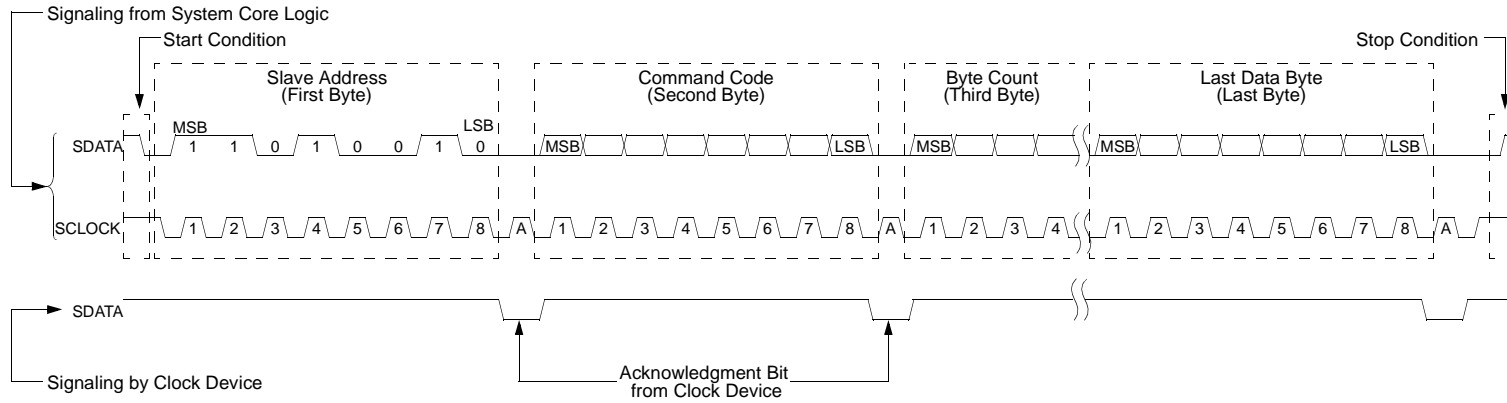 Signaling from System Core Logic
Start Condition
Stop Condition
Slave Address
(First Byte)
Command Code
(Second Byte)
Byte Count
(Third Byte)
Last Data Byte
(Last Byte)
MSB
LSB
SDATA
1 1 0 1 0 0 1 0
MSB
LSB
MSB
MSB
LSB
SCLOCK
1 2 3 4 5 6 7 8 A 1 2 3 4 5 6 7 8 A 1 2 3 4 1 2 3 4 5 6 7 8 A
SDATA
Signaling by Clock Device
Acknowledgment Bit
from Clock Device